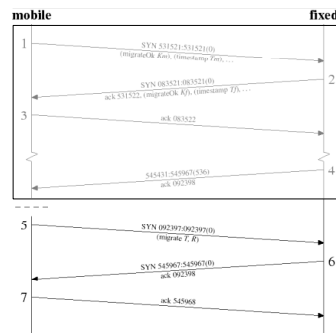 mobile
fixed
1
SYN 531521:531521(0)
(migrateOk Km), (timestamp Tm), …
2
SYN 083521:083521(0)
ack 531522, (migrateOk Kf), (timestamp Tf), …
3
ack 083522
4
545431:545967(536)
ack 092398
5
SYN 092397:092397(0)
(migrate T, R)
6
SYN 545967:545967(0)
ack 092398
7
ack 545968